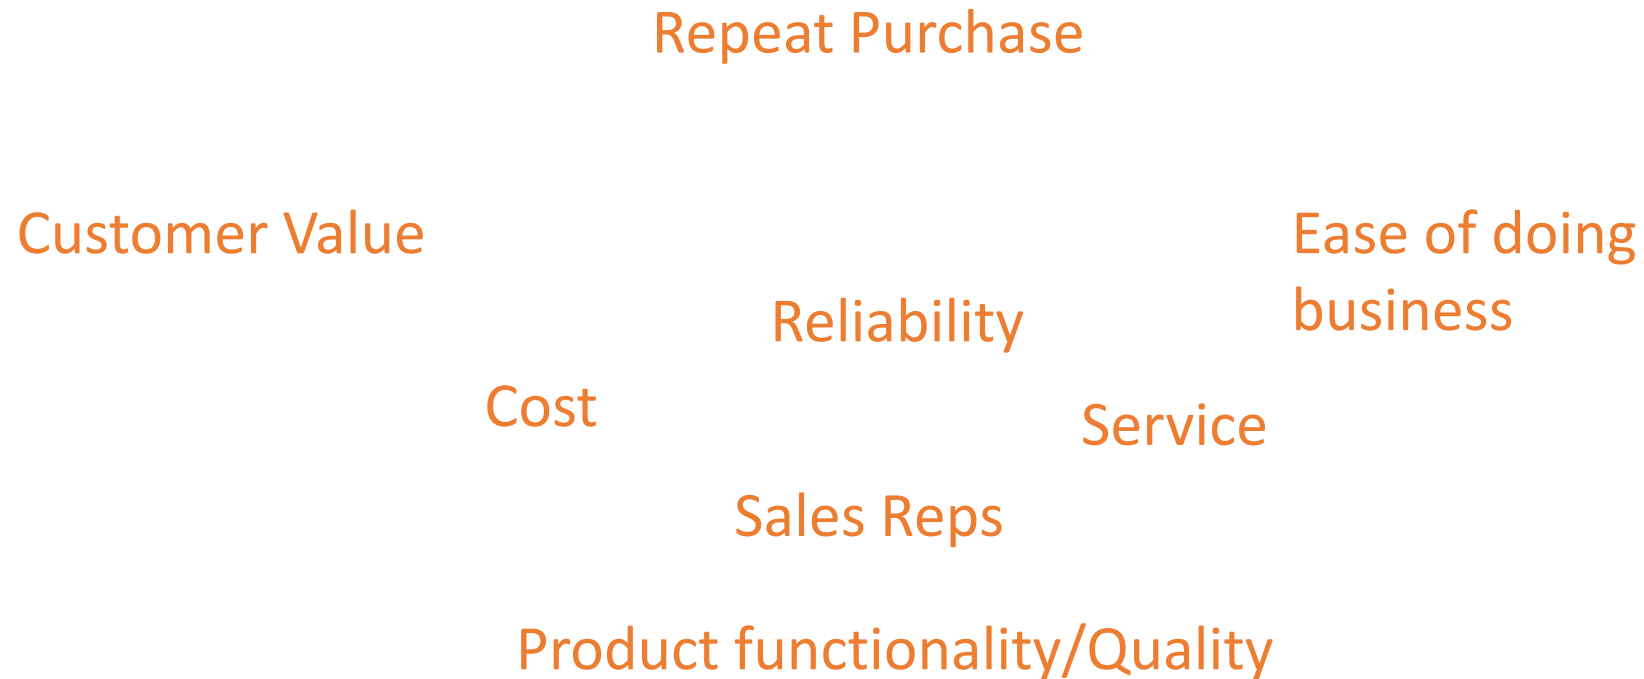 Repeat Purchase
Customer Value
Ease of doing
business
Reliability
Cost
Service
Sales Reps
Product functionality/Quality